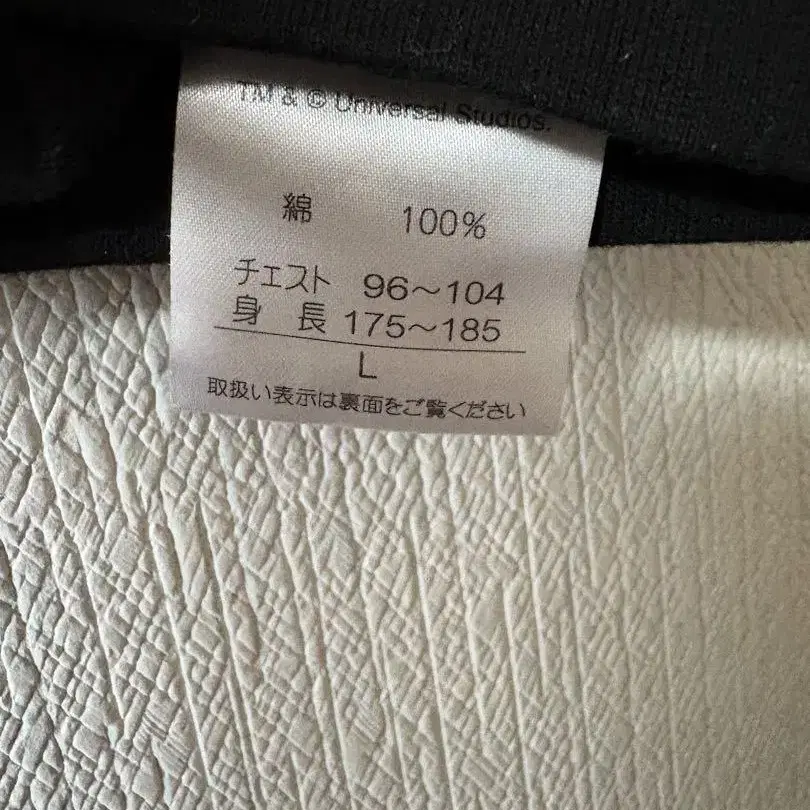 TM & © Universal Studios.
綿 100%
チェスト 96～104
身 長 175～185
L
取扱い表示は裏面をご覧ください